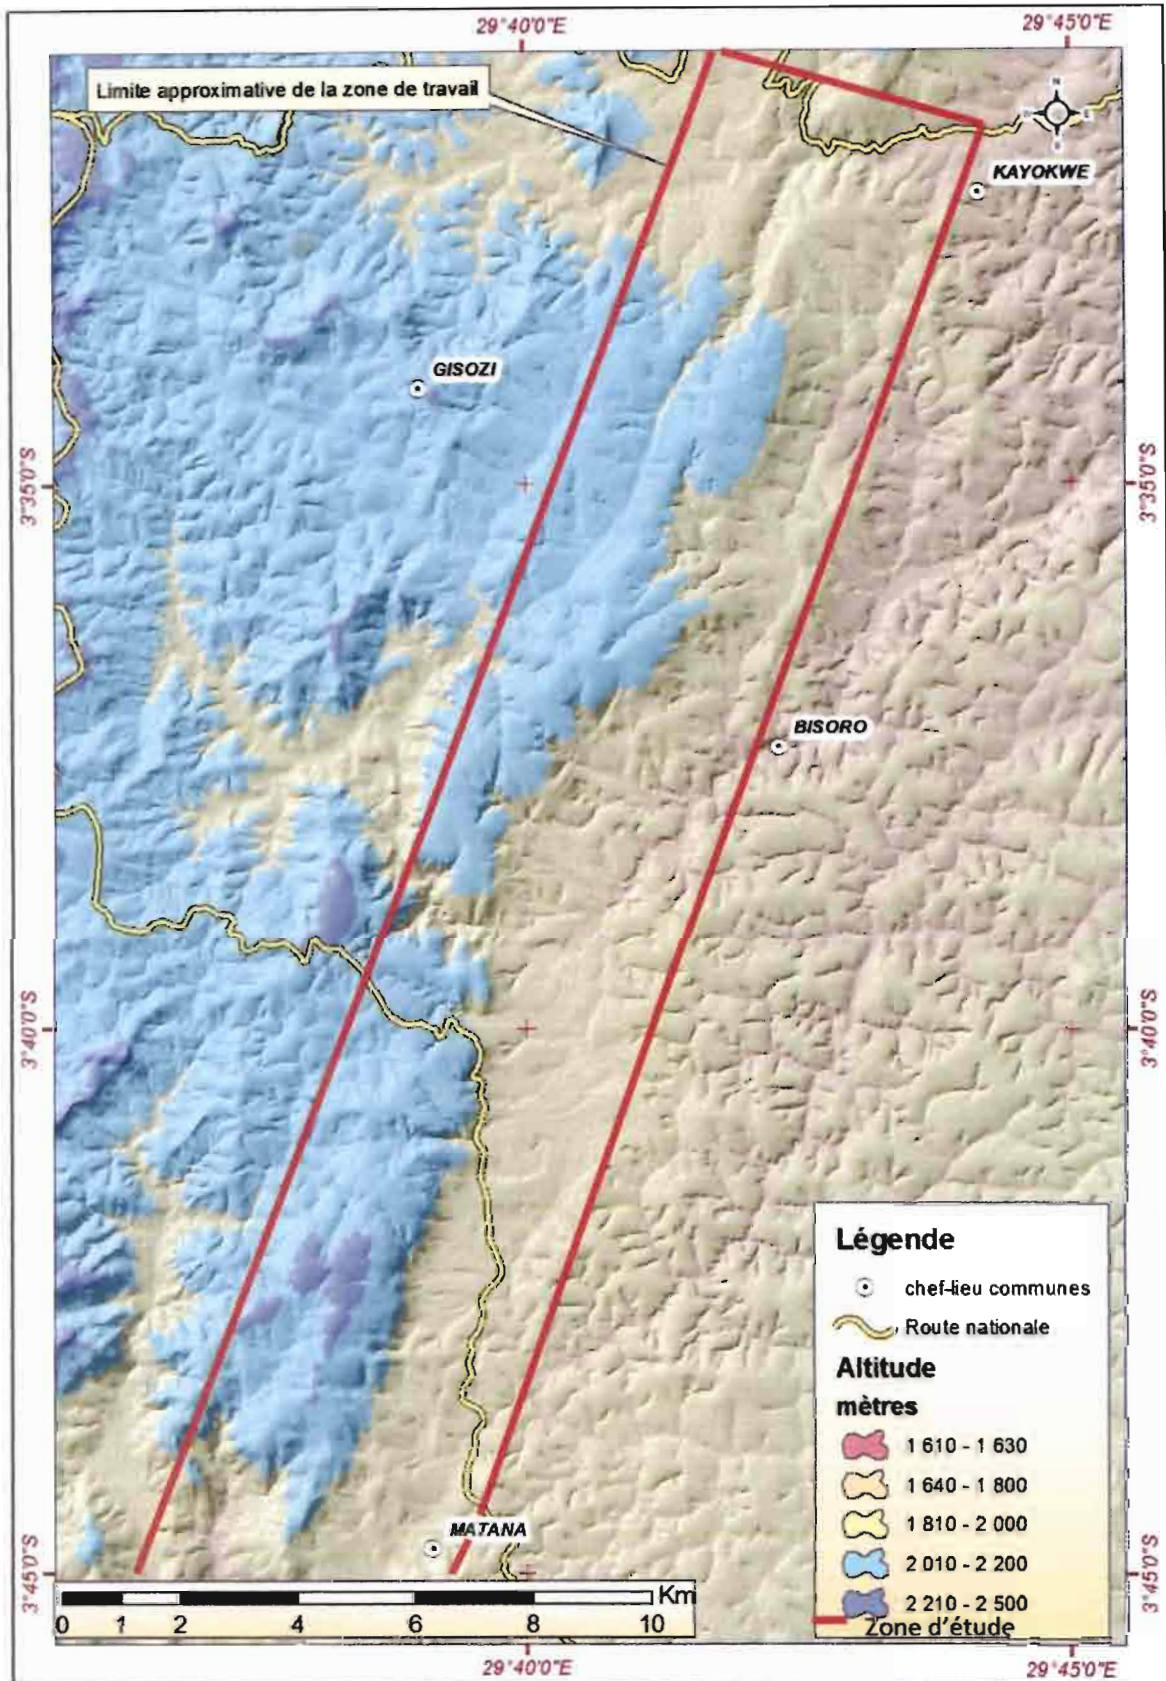 29°40'0"E
29°45'0"E
Limite approximative de la zone de travail
N
E
S
KAYOKWE
GISOZI
3°35'0"S
3°35'0"S
BISORO
3°40'0"S
3°40'0"S
Légende
chef-lieu communes
Route nationale
Altitude
mètres
1 610 - 1 630
1 640 - 1 800
1 810 - 2 000
2 010 - 2 200
2 210 - 2 500
Zone d'étude
MATANA
3°45'0"S
3°45'0"S
Km
0 1 2 4 6 8 10
29°40'0"E
29°45'0"E